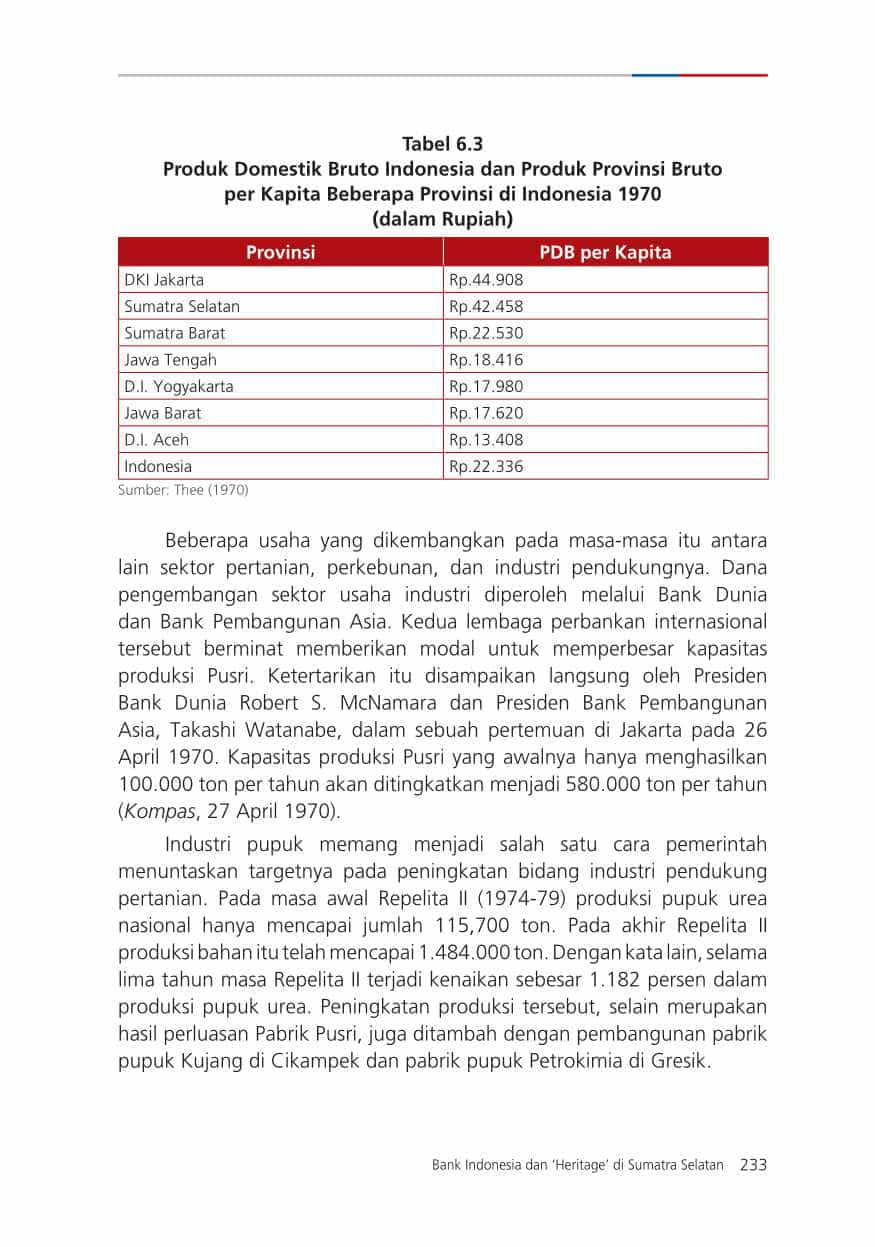 Tabel 6.3
Produk Domestik Bruto Indonesia dan Produk Provinsi Bruto
per Kapita Beberapa Provinsi di Indonesia 1970
(dalam Rupiah)
Provinsi PDB per Kapita
DKI Jakarta Rp.44.908
Sumatra Selatan Rp.42.458
Sumatra Barat Rp.22.530
Jawa Tengah Rp.18.416
D.I. Yogyakarta Rp.17.980
Jawa Barat Rp.17.620
D.I. Aceh Rp.13.408
Indonesia Rp.22.336
Sumber: Thee (1970)
Beberapa usaha yang dikembangkan pada masa-masa itu antara
lain sektor pertanian, perkebunan, dan industri pendukungnya. Dana
pengembangan sektor usaha industri diperoleh melalui Bank Dunia
dan Bank Pembangunan Asia. Kedua lembaga perbankan internasional
tersebut berminat memberikan modal untuk memperbesar kapasitas
produksi Pusri. Ketertarikan itu disampaikan langsung oleh Presiden
Bank Dunia Robert S. McNamara dan Presiden Bank Pembangunan
Asia, Takashi Watanabe, dalam sebuah pertemuan di Jakarta pada 26
April 1970. Kapasitas produksi Pusri yang awalnya hanya menghasilkan
100.000 ton per tahun akan ditingkatkan menjadi 580.000 ton per tahun
(Kompas, 27 April 1970).
Industri pupuk memang menjadi salah satu cara pemerintah
menuntaskan targetnya pada peningkatan bidang industri pendukung
pertanian. Pada masa awal Repelita II (1974-79) produksi pupuk urea
nasional hanya mencapai jumlah 115,700 ton. Pada akhir Repelita II
produksi bahan itu telah mencapai 1.484.000 ton. Dengan kata lain, selama
lima tahun masa Repelita II terjadi kenaikan sebesar 1.182 persen dalam
produksi pupuk urea. Peningkatan produksi tersebut, selain merupakan
hasil perluasan Pabrik Pusri, juga ditambah dengan pembangunan pabrik
pupuk Kujang di Cikampek dan pabrik pupuk Petrokimia di Gresik.
Bank Indonesia dan ‘Heritage’ di Sumatra Selatan 233